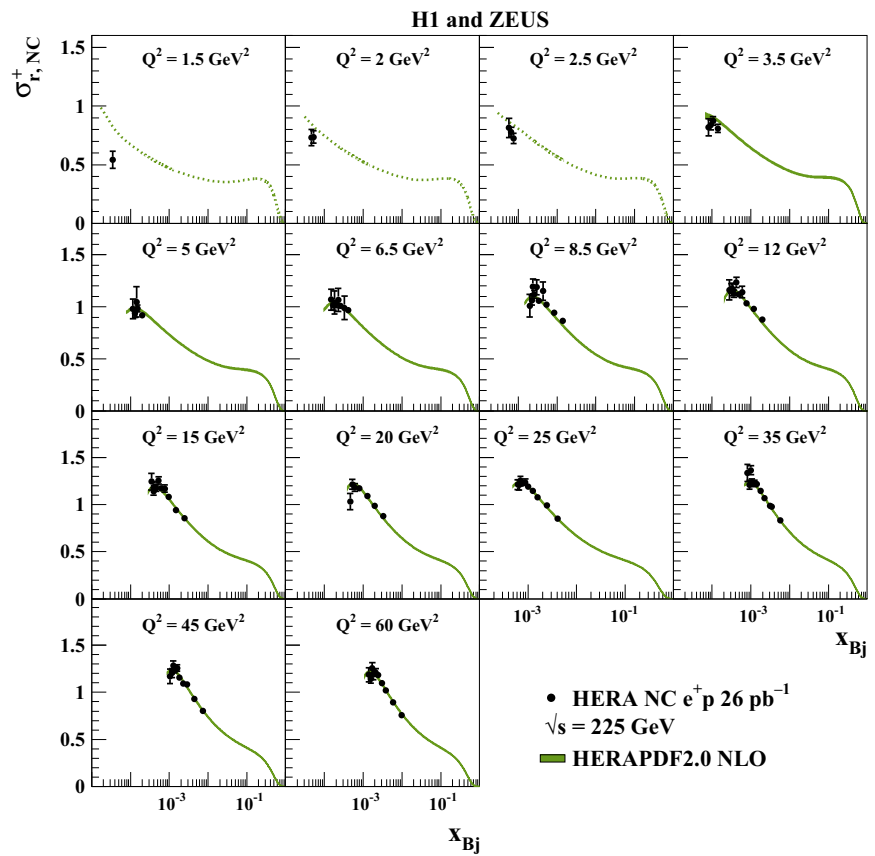 H1 and ZEUS
σ⁺r, NC
Q² = 1.5 GeV² Q² = 2 GeV² Q² = 2.5 GeV² Q² = 3.5 GeV²
1.5
1
0.5
0
Q² = 5 GeV² Q² = 6.5 GeV² Q² = 8.5 GeV² Q² = 12 GeV²
1.5
1
0.5
0
Q² = 15 GeV² Q² = 20 GeV² Q² = 25 GeV² Q² = 35 GeV²
1.5
1
0.5
0
10⁻³ 10⁻¹ 10⁻³ 10⁻¹
x_Bj
Q² = 45 GeV² Q² = 60 GeV²
1.5
1
0.5
0
10⁻³ 10⁻¹ 10⁻³ 10⁻¹
x_Bj
HERA NC e⁺p 26 pb⁻¹
√s = 225 GeV
HERAPDF2.0 NLO